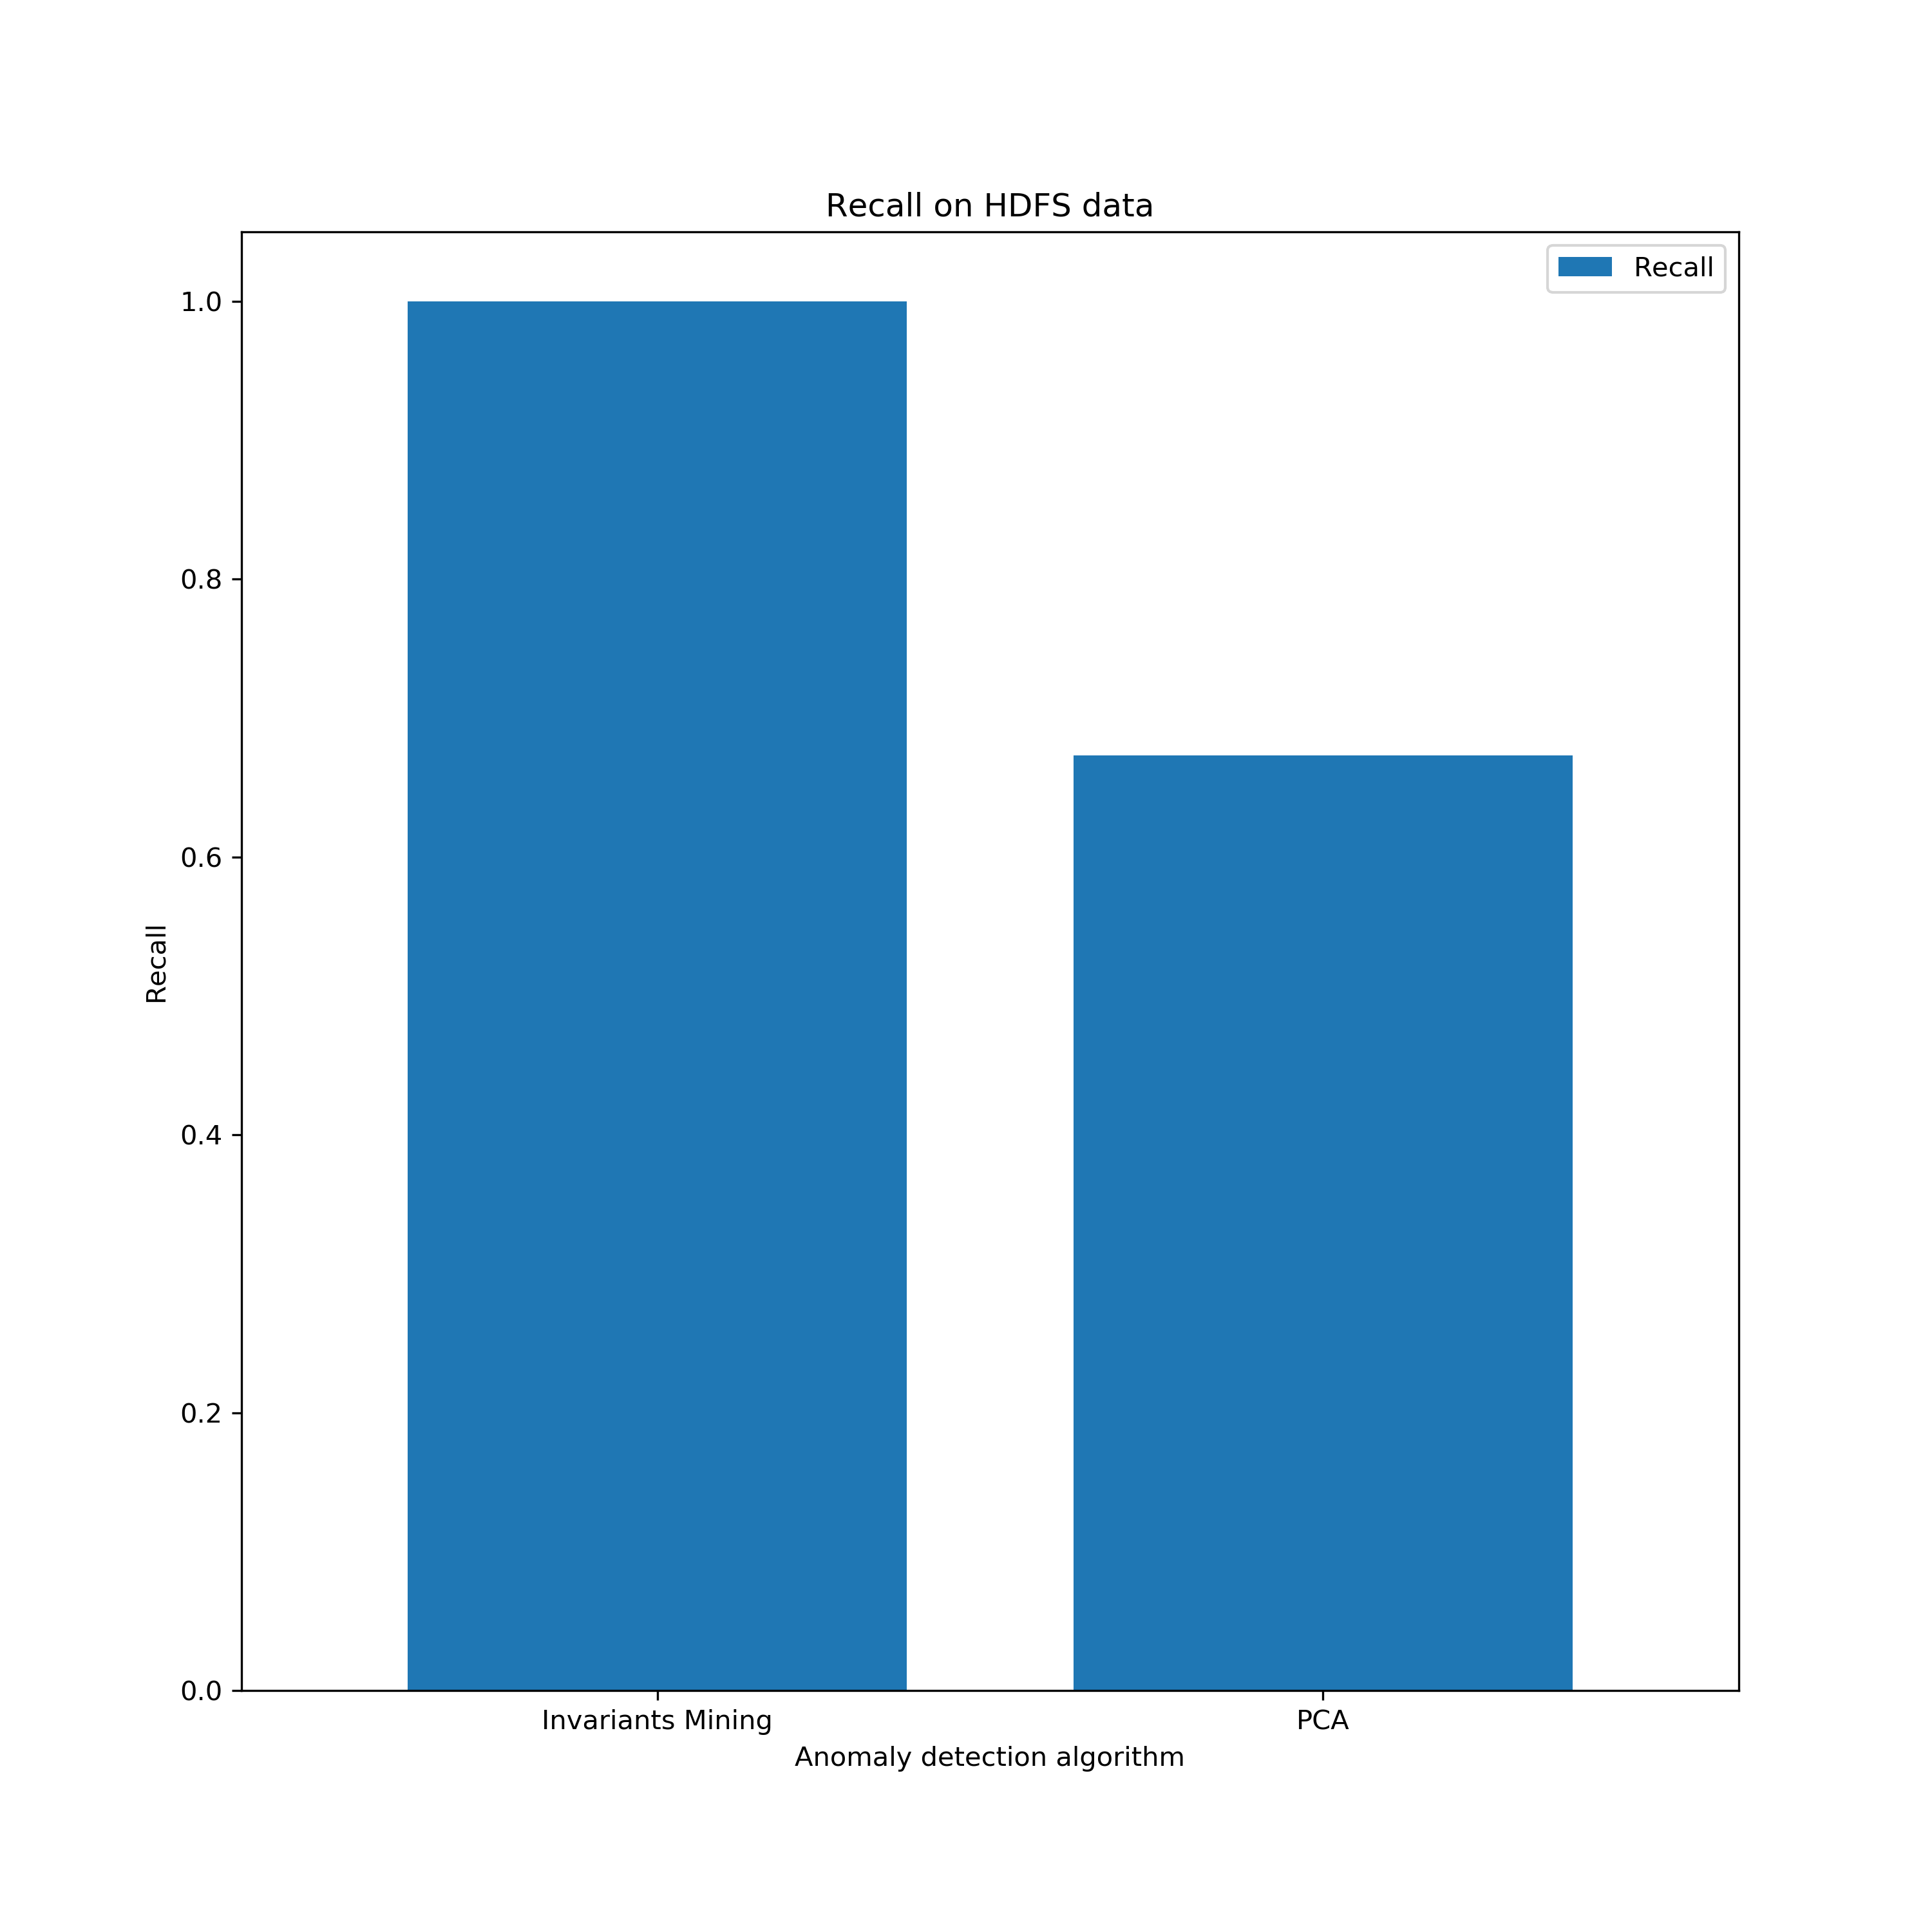 Recall on HDFS data
Recall
1.0
0.8
0.6
0.4
0.2
0.0
Recall
Invariants Mining
PCA
Anomaly detection algorithm